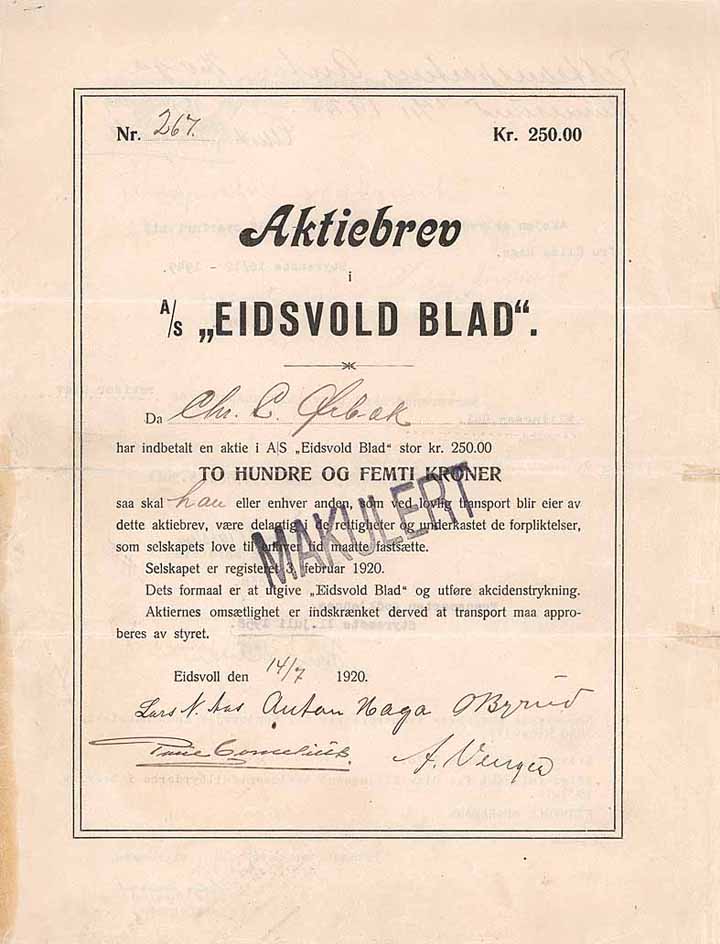 Nr. 267.
Kr. 250.00
Aktiebrev
i
A/S „EIDSVOLD BLAD“.
Da Chr. C. Ørbæk
har indbetalt en aktie i A|S „Eidsvold Blad“ stor kr. 250.00
TO HUNDRE OG FEMTI KRONER
saa skal han eller enhver anden, som ved lovlig transport blir eier av
dette aktiebrev, være delagtig i de rettigheter og underkastet de forpliktelser,
som selskapets love til enhver tid maatte fastsætte.
MAKULERT
Selskapet er registeret 3. februar 1920.
Dets formaal er at utgive „Eidsvold Blad“ og utføre akcidenstrykning.
Aktiernes omsætlighet er indskrænket derved at transport maa appro-
beres av styret.
Eidsvoll den 14/7 1920.
Lars N. Aas Anton Haga